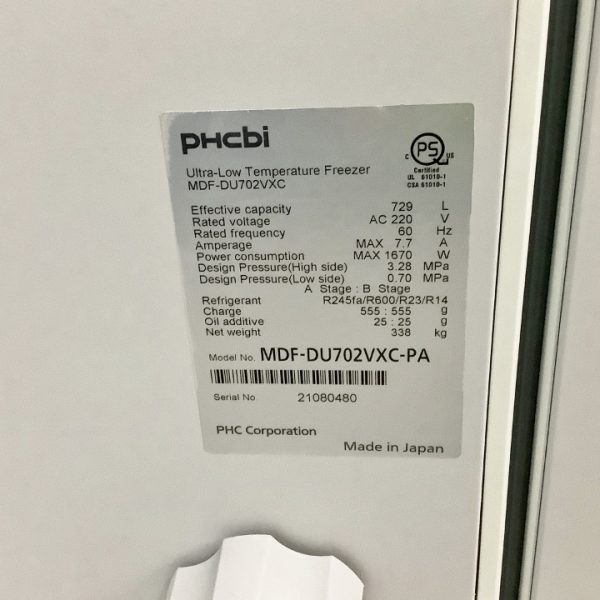 PHCbi
C PS US
Certified
UL 61010-1
CSA 61010-1
Ultra-Low Temperature Freezer
MDF-DU702VXC
Effective capacity 729 L
Rated voltage AC 220 V
Rated frequency 60 Hz
Amperage MAX 7.7 A
Power consumption MAX 1670 W
Design Pressure(High side) 3.28 MPa
Design Pressure(Low side) 0.70 MPa
A Stage : B Stage
Refrigerant R245fa/R600/R23/R14
Charge 555 : 555 g
Oil additive 25 : 25 g
Net weight 338 kg
Model No. MDF-DU702VXC-PA
Serial No. 21080480
PHC Corporation
Made in Japan